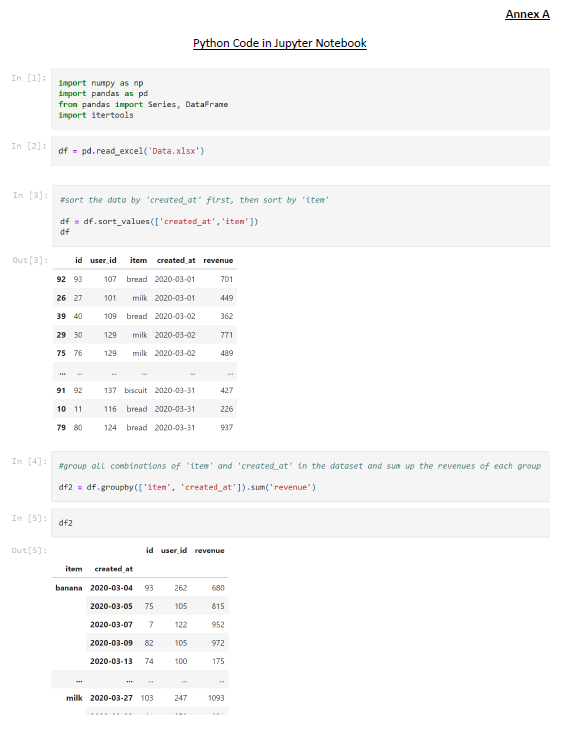 Annex A
Python Code in Jupyter Notebook
In [1]:
import numpy as np
import pandas as pd
from pandas import Series, DataFrame
import itertools
In [2]:
df = pd.read_excel('Data.xlsx')
In [3]:
#sort the data by 'created_at' first, then sort by 'item'
df = df.sort_values(['created_at','item'])
df
Out[3]:
id user_id item created_at revenue
92 93 107 bread 2020-03-01 701
26 27 101 milk 2020-03-01 449
39 40 109 bread 2020-03-02 362
29 30 129 milk 2020-03-02 771
75 76 129 milk 2020-03-02 489
... ... ... ... ... ...
91 92 137 biscuit 2020-03-31 427
10 11 116 bread 2020-03-31 226
79 80 124 bread 2020-03-31 937
In [4]:
#group all combinations of 'item' and 'created_at' in the dataset and sum up the revenues of each group
df2 = df.groupby(['item', 'created_at']).sum('revenue')
In [5]:
df2
Out[5]:
id user_id revenue
item created_at
banana 2020-03-04 93 262 680
2020-03-05 75 105 815
2020-03-07 7 122 952
2020-03-09 82 105 972
2020-03-13 74 100 175
... ... ... ... ...
milk 2020-03-27 103 247 1093